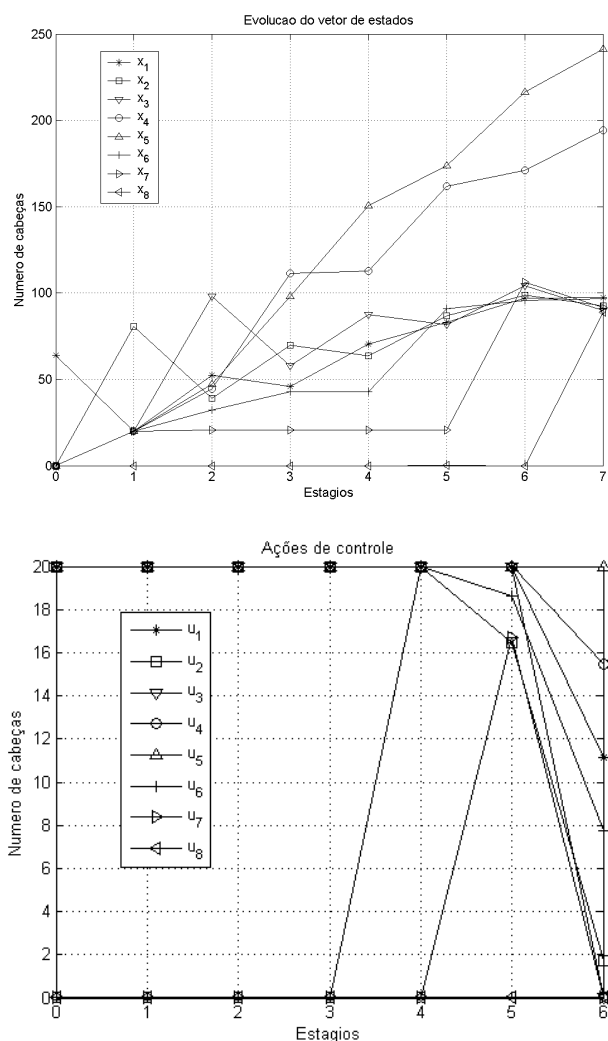 Evolucao do vetor de estados
250
200
150
100
50
0
Numero de cabeças
x1
x2
x3
x4
x5
x6
x7
x8
0 1 2 3 4 5 6 7
Estagios
Ações de controle
20
18
16
14
12
10
8
6
4
2
0
Numero de cabeças
u1
u2
u3
u4
u5
u6
u7
u8
0 1 2 3 4 5 6
Estagios